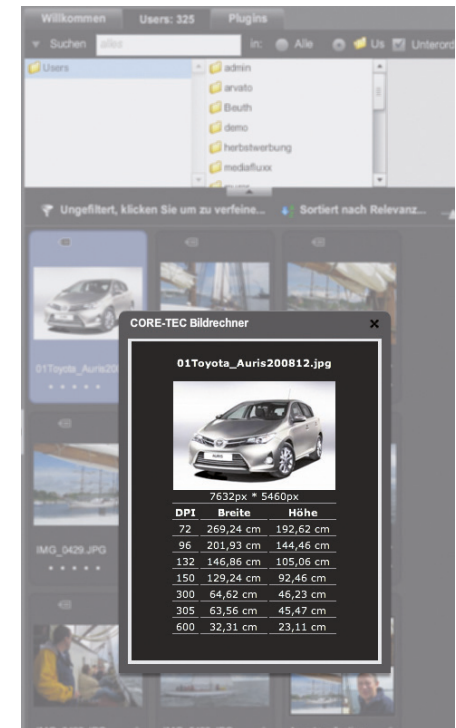 Willkommen Users: 325 Plugins
Suchen alles in: Alle Us Unterord
Users
admin
arvato
Beuth
demo
herbstwerbung
mediafluxx
Ungefiltert, klicken Sie um zu verfeine... Sortiert nach Relevanz...
CORE-TEC Bildrechner
01Toyota_Auris200812.jpg
01Toyota_Auris20
7632px * 5460px
DPI Breite Höhe
72 269,24 cm 192,62 cm
96 201,93 cm 144,46 cm
132 146,86 cm 105,06 cm
150 129,24 cm 92,46 cm
300 64,62 cm 46,23 cm
305 63,56 cm 45,47 cm
600 32,31 cm 23,11 cm
IMG_0429.JPG